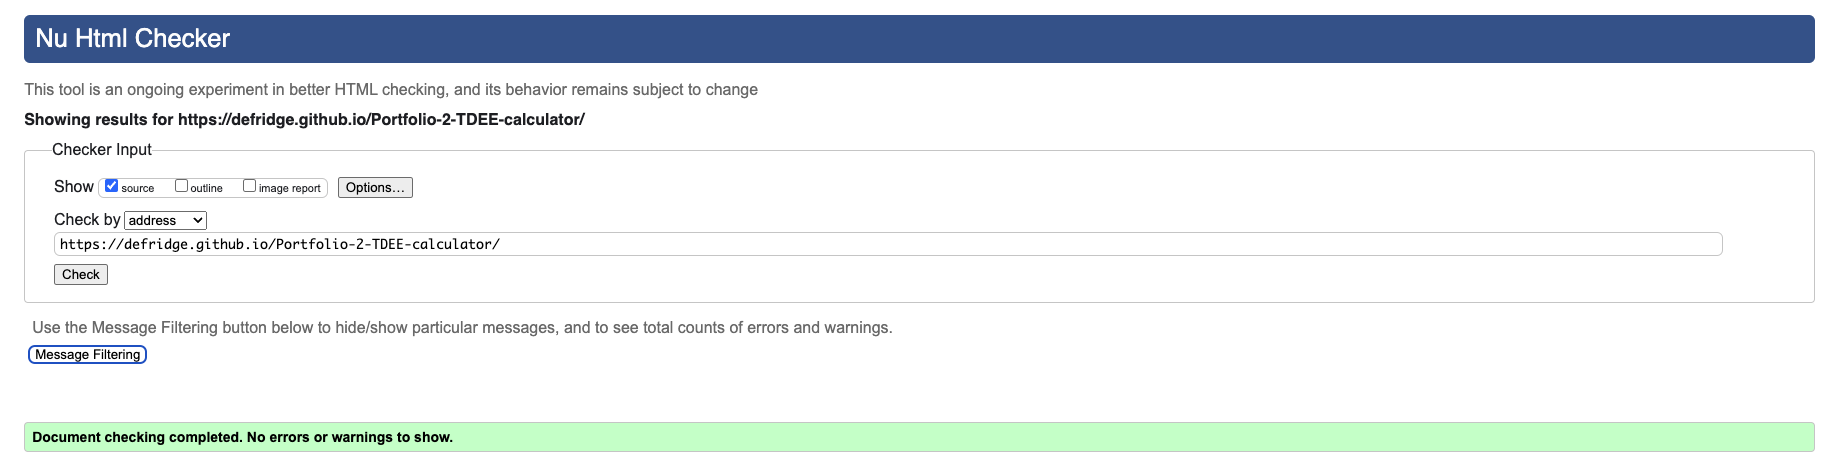 Nu Html Checker
This tool is an ongoing experiment in better HTML checking, and its behavior remains subject to change
Showing results for https://defridge.github.io/Portfolio-2-TDEE-calculator/
Checker Input
Show source outline image report Options...
Check by address
https://defridge.github.io/Portfolio-2-TDEE-calculator/
Check
Use the Message Filtering button below to hide/show particular messages, and to see total counts of errors and warnings.
Message Filtering
Document checking completed. No errors or warnings to show.